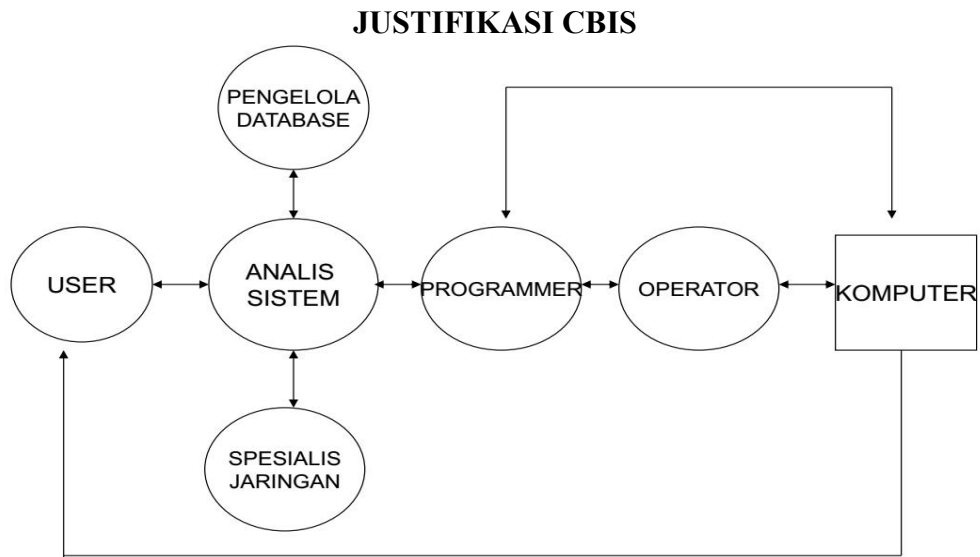 JUSTIFIKASI CBIS
PENGELOLA
DATABASE
USER
ANALIS
SISTEM
PROGRAMMER
OPERATOR
KOMPUTER
SPESIALIS
JARINGAN